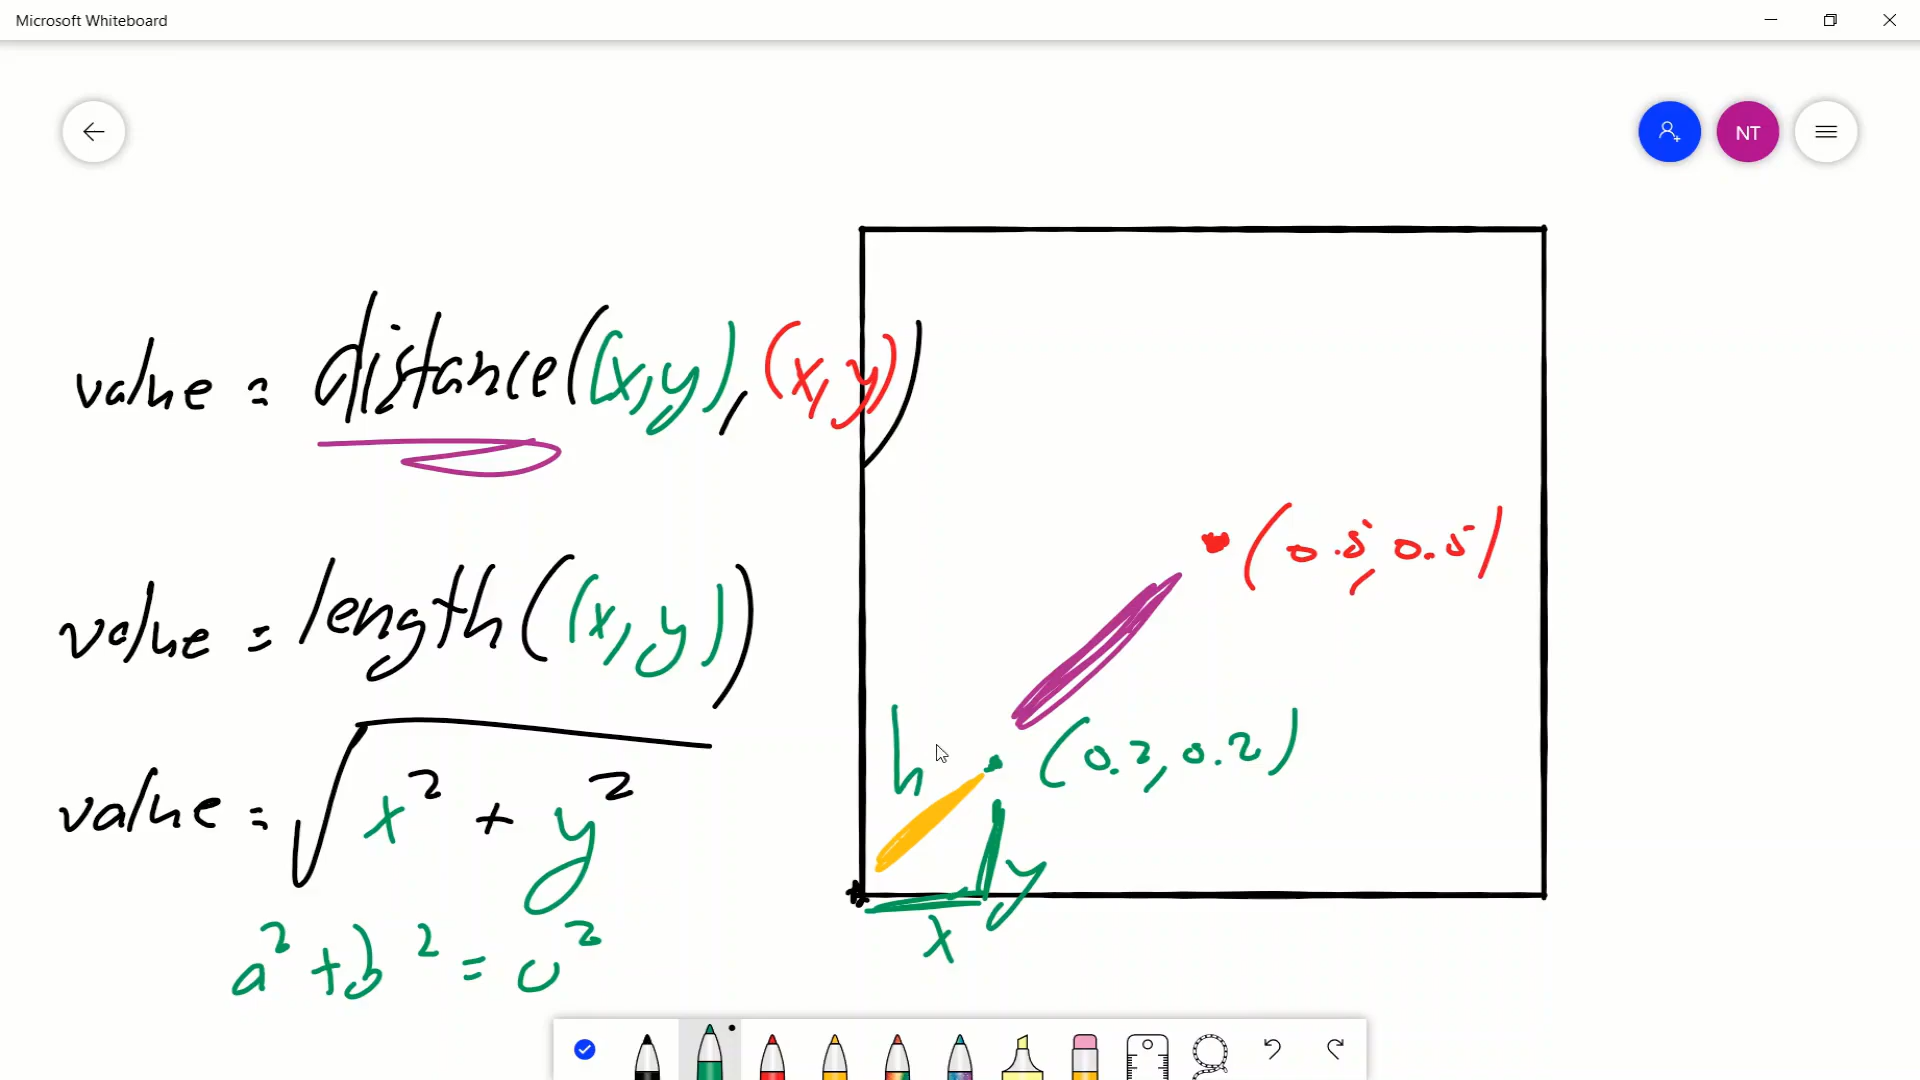 Microsoft Whiteboard
NT
value = distance((x,y),(x,y))
(0.5, 0.5)
value = length((x,y))
h
(0.2, 0.2)
value = √x² + y²
y
x
a² + b² = c²